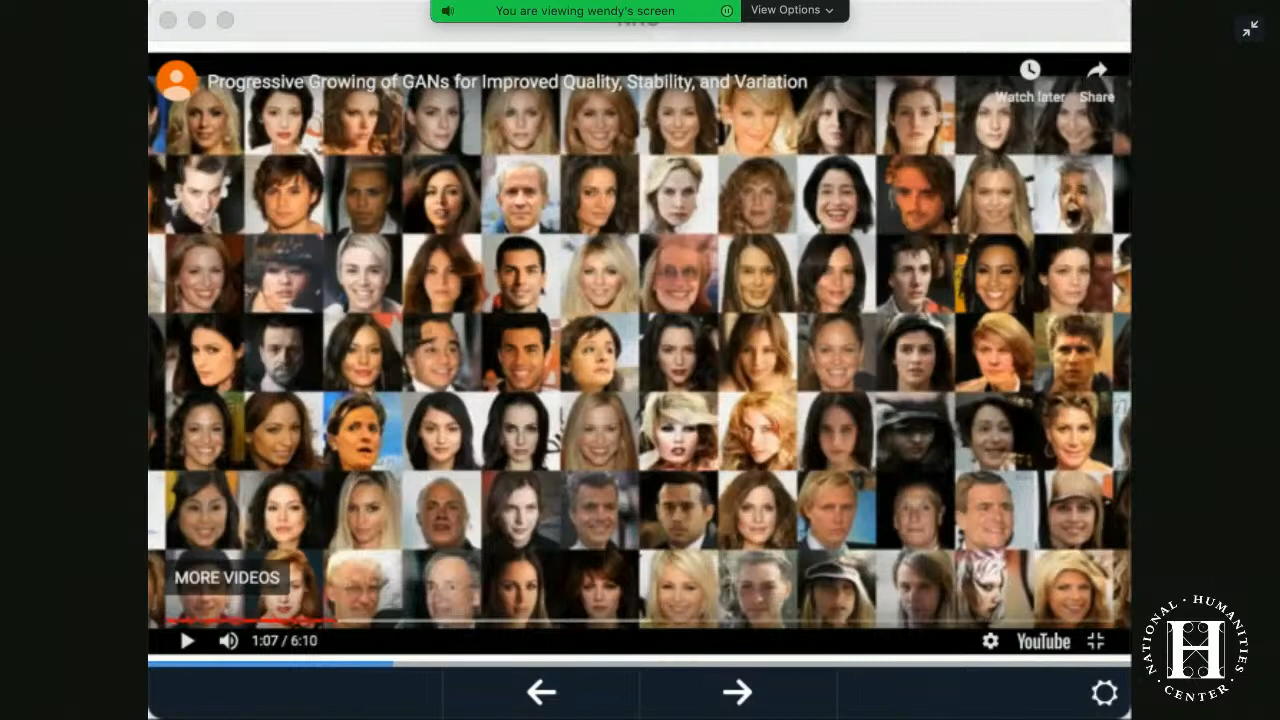 You are viewing wendy's screen
View Options
Progressive Growing of GANs for Improved Quality, Stability, and Variation
Watch later
Share
MORE VIDEOS
1:07 / 6:10
YouTube
NATIONAL · HUMANITIES · CENTER ·
H